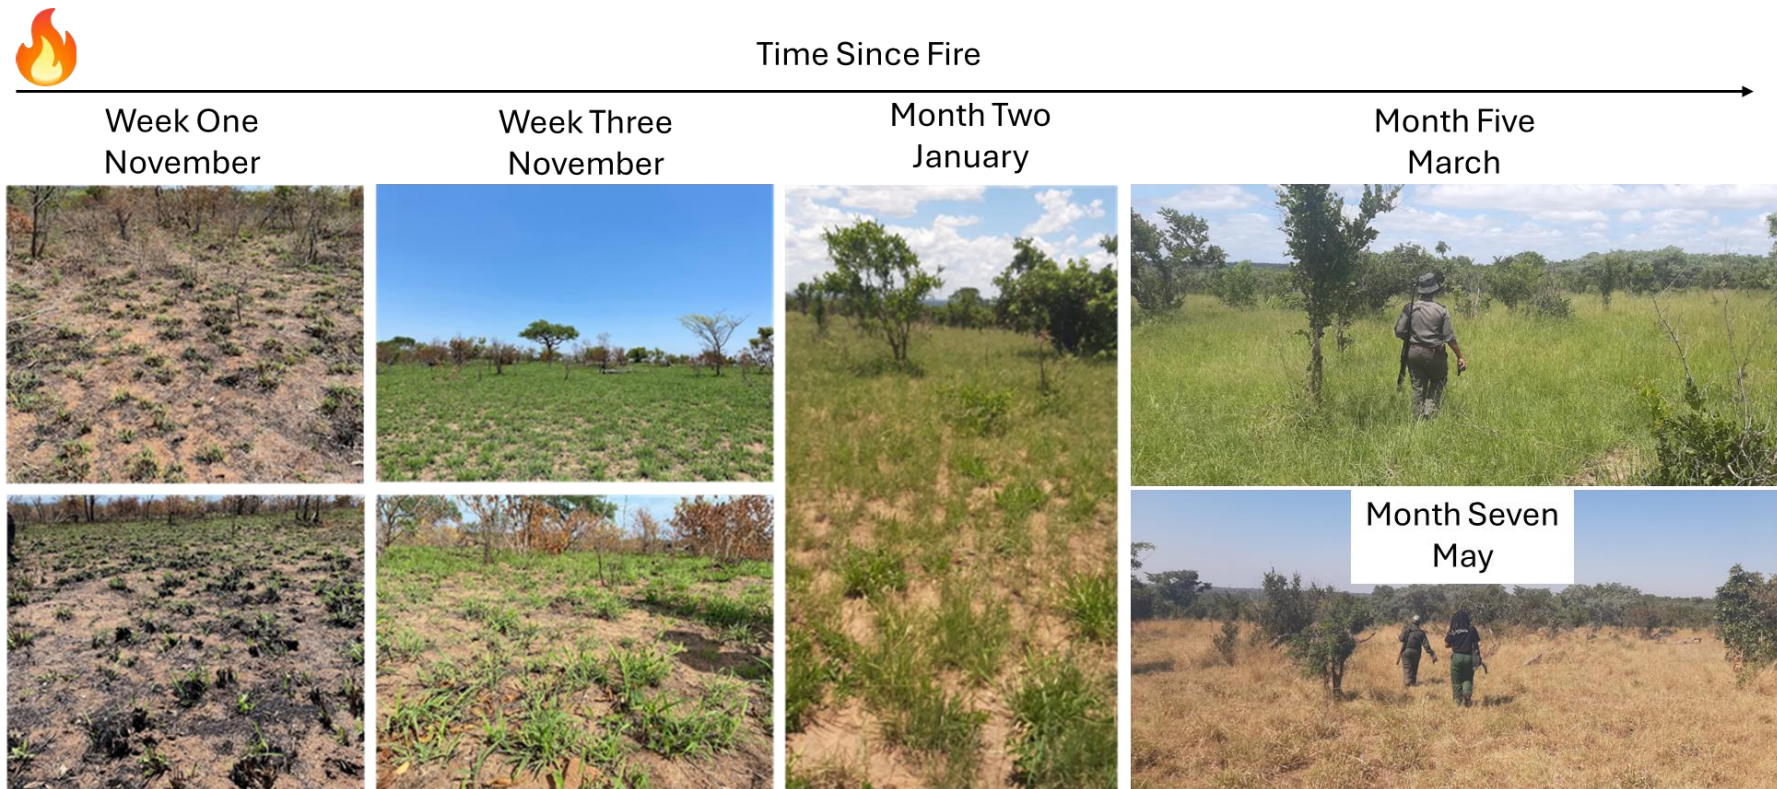 Time Since Fire
Week One
November
Week Three
November
Month Two
January
Month Five
March
Month Seven
May